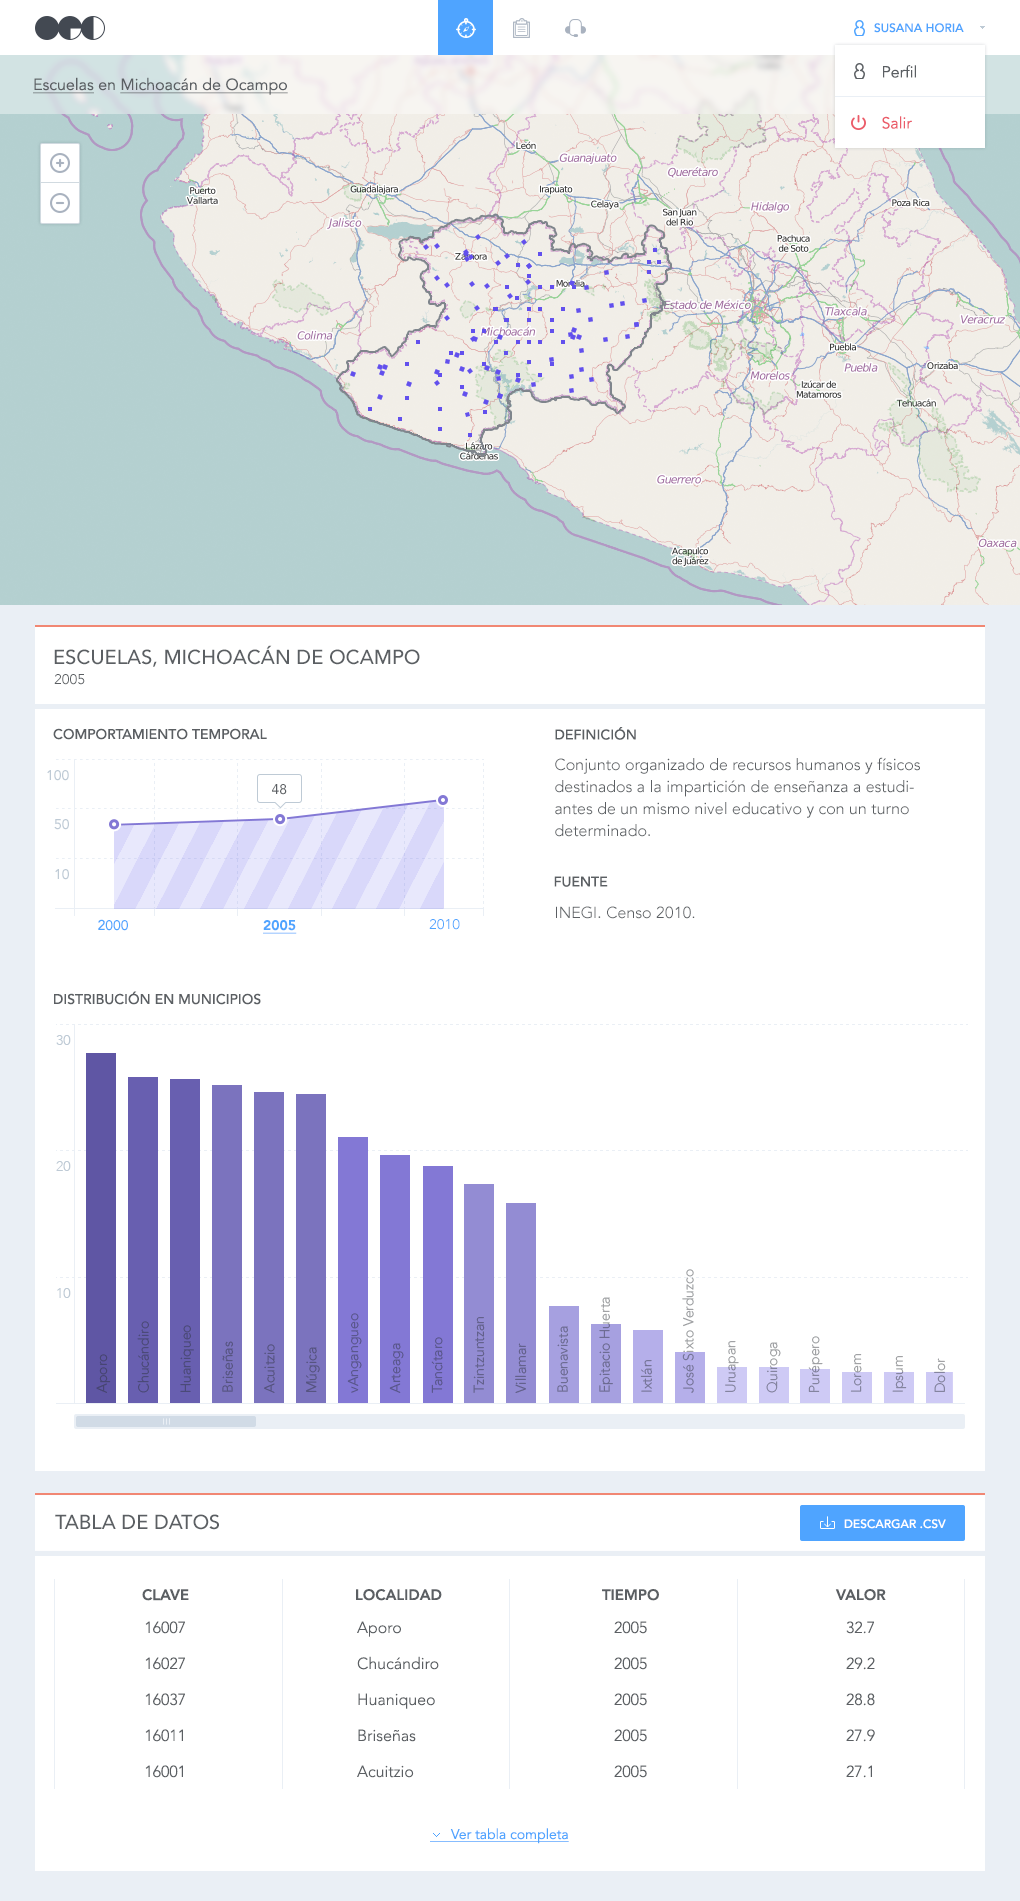 SUSANA HORIA
Perfil
Salir
Escuelas en Michoacán de Ocampo
León
Guanajuato
Querétaro
Puerto
Vallarta
Guadalajara
Irapuato
Celaya
San Juan
del Río
Hidalgo
Poza Rica
Jalisco
Pachuca
de Soto
Zamora
Morelia
Estado de México
Tlaxcala
Veracruz
Colima
Michoacán
Puebla
Puebla
Orizaba
Morelos
Izúcar de
Matamoros
Tehuacán
Lázaro
Cárdenas
Guerrero
Acapulco
de Juárez
Oaxaca
ESCUELAS, MICHOACÁN DE OCAMPO
2005
COMPORTAMIENTO TEMPORAL
100
50
10
48
2000
2005
2010
DEFINICIÓN
Conjunto organizado de recursos humanos y físicos
destinados a la impartición de enseñanza a estudi-
antes de un mismo nivel educativo y con un turno
determinado.
FUENTE
INEGI. Censo 2010.
DISTRIBUCIÓN EN MUNICIPIOS
30
20
10
Aporo
Chucándiro
Huaniqueo
Briseñas
Acuitzio
Múgica
vAngangueo
Arteaga
Tancítaro
Tzintzuntzan
Villamar
Buenavista
Epitacio Huerta
Ixtlán
José Sixto Verduzco
Uruapan
Quiroga
Purépero
Lorem
Ipsum
Dolor
TABLA DE DATOS
DESCARGAR .CSV
CLAVE LOCALIDAD TIEMPO VALOR
16007 Aporo 2005 32.7
16027 Chucándiro 2005 29.2
16037 Huaniqueo 2005 28.8
16011 Briseñas 2005 27.9
16001 Acuitzio 2005 27.1
Ver tabla completa